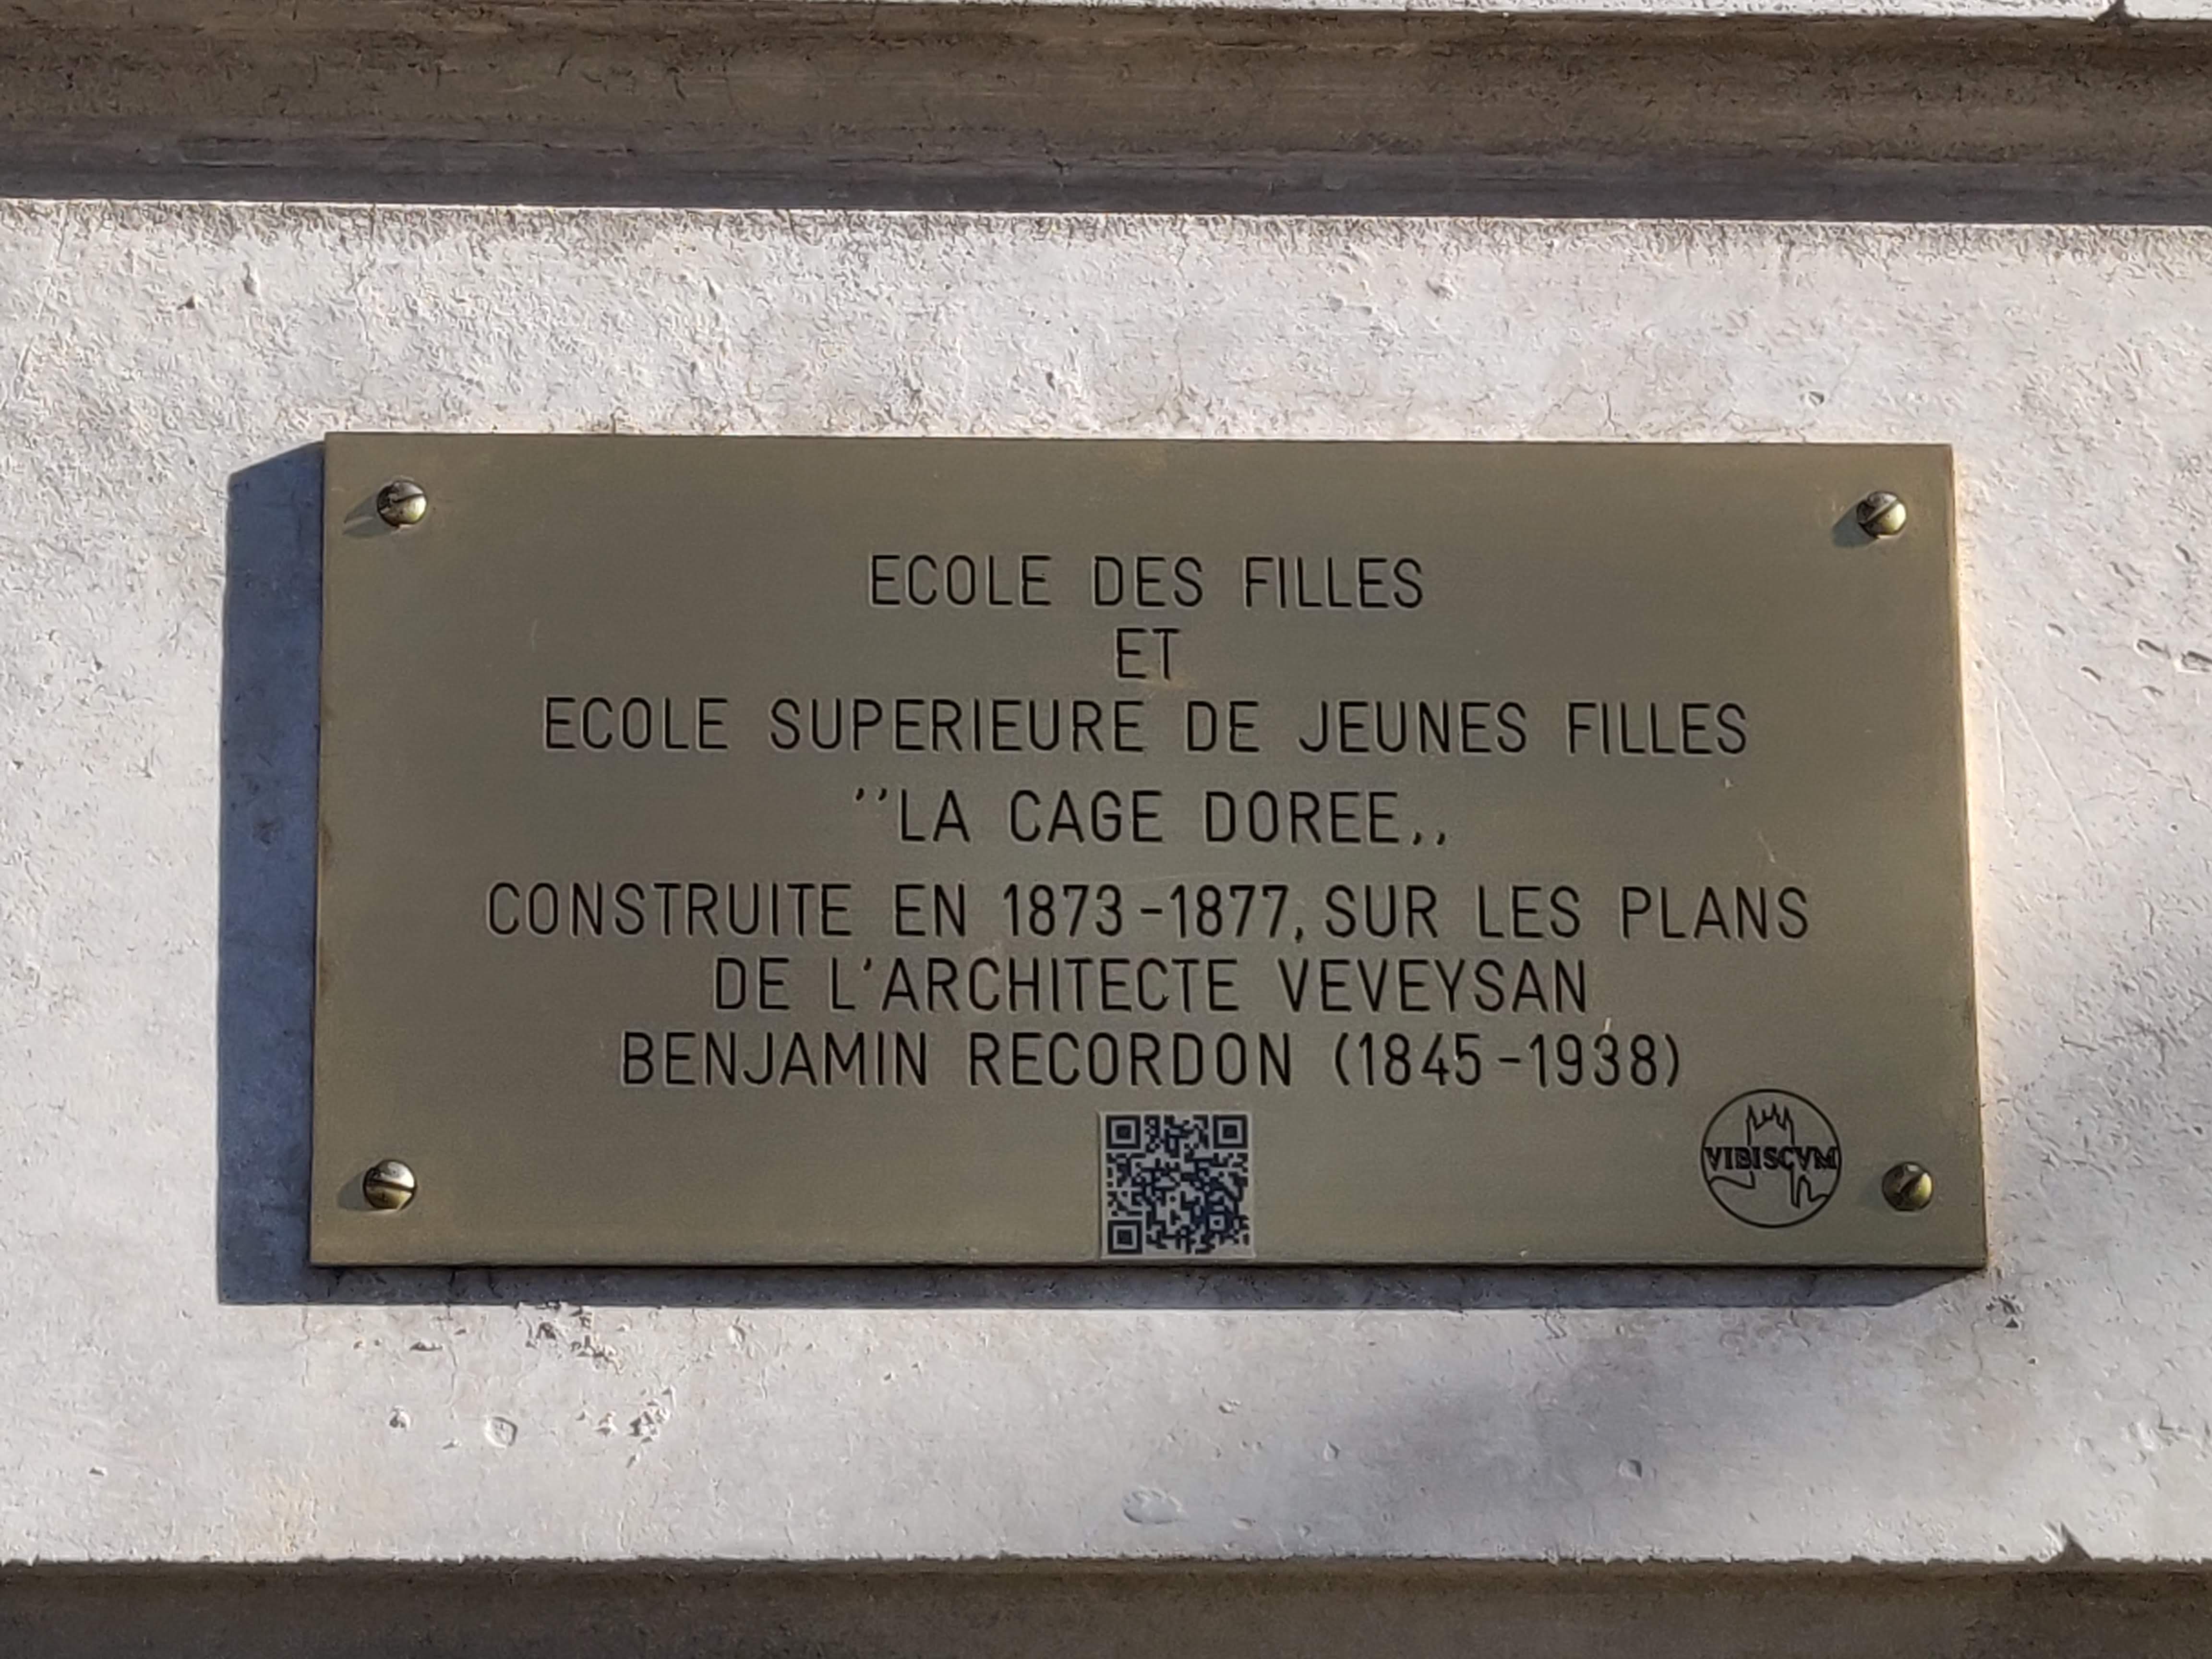 ECOLE DES FILLES
ET
ECOLE SUPERIEURE DE JEUNES FILLES
’’LA CAGE DOREE,,
CONSTRUITE EN 1873-1877, SUR LES PLANS
DE L'ARCHITECTE VEVEYSAN
BENJAMIN RECORDON (1845-1938)
VIBISCVM